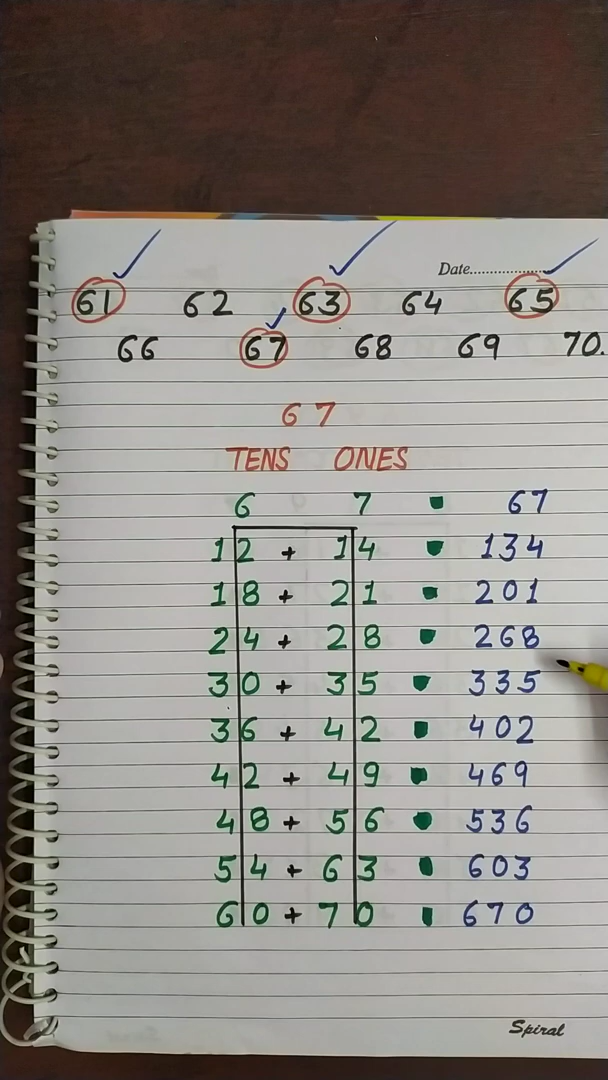 Date....................
61 62 63 64 65
66 67 68 69 70.
67
TENS ONES
6 7 67
12 + 14 134
18 + 21 201
24 + 28 268
30 + 35 335
36 + 42 402
42 + 49 469
48 + 56 536
54 + 63 603
60 + 70 670
Spiral